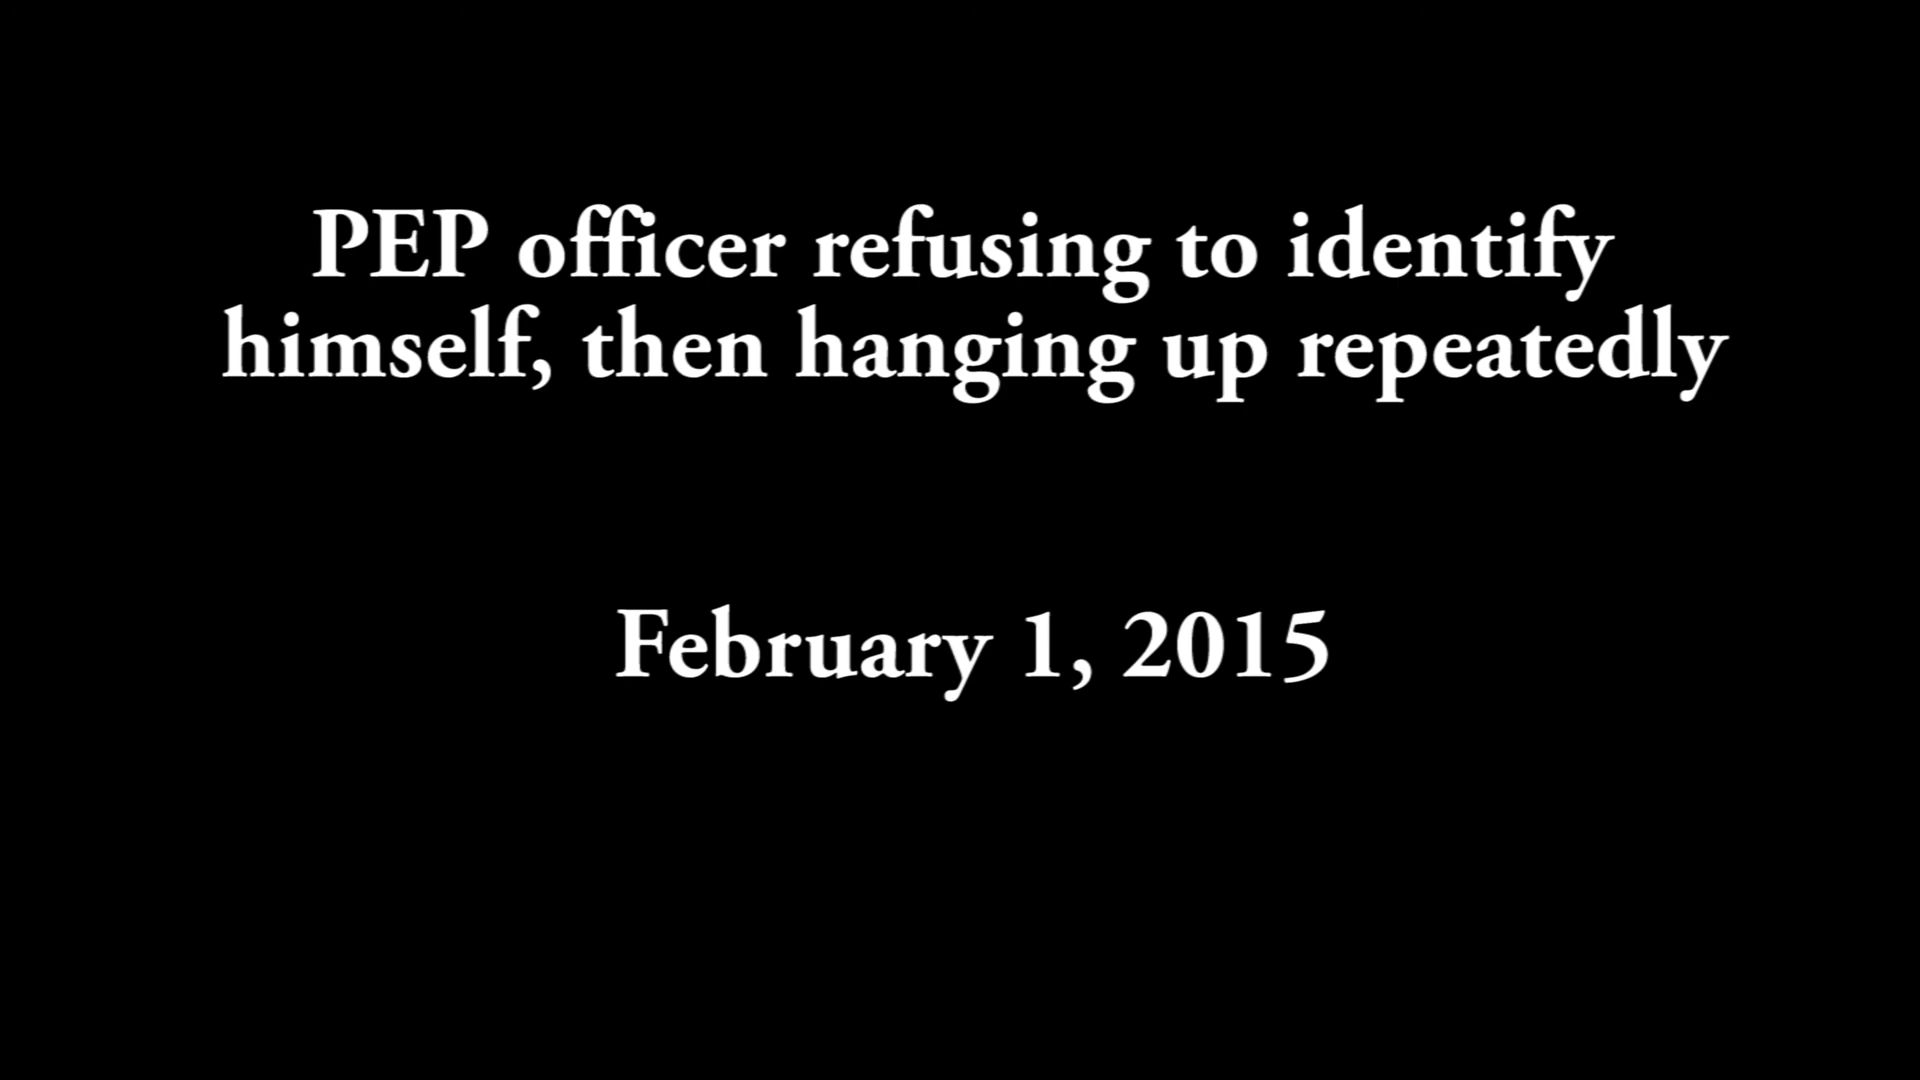 PEP officer refusing to identify
himself, then hanging up repeatedly
February 1, 2015